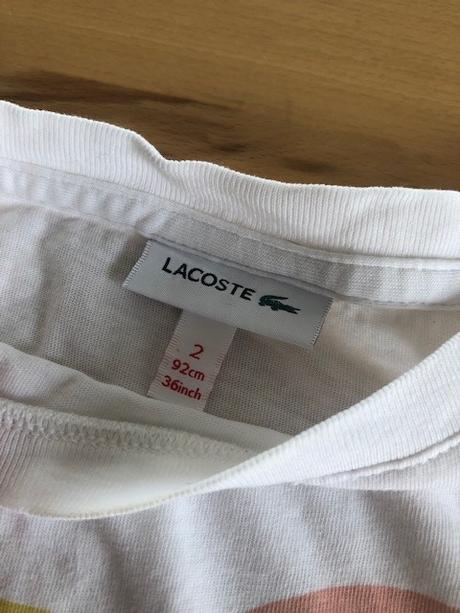 LACOSTE
2
92cm
36inch